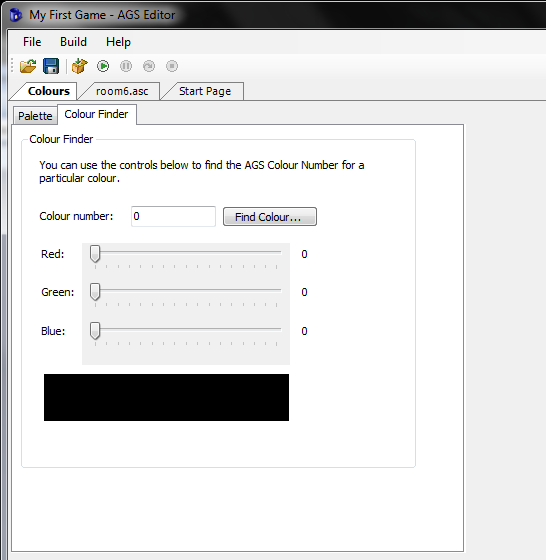 My First Game - AGS Editor
File Build Help
Colours room6.asc Start Page
Palette Colour Finder
Colour Finder
You can use the controls below to find the AGS Colour Number for a
particular colour.
Colour number: 0 Find Colour...
Red: 0
Green: 0
Blue: 0